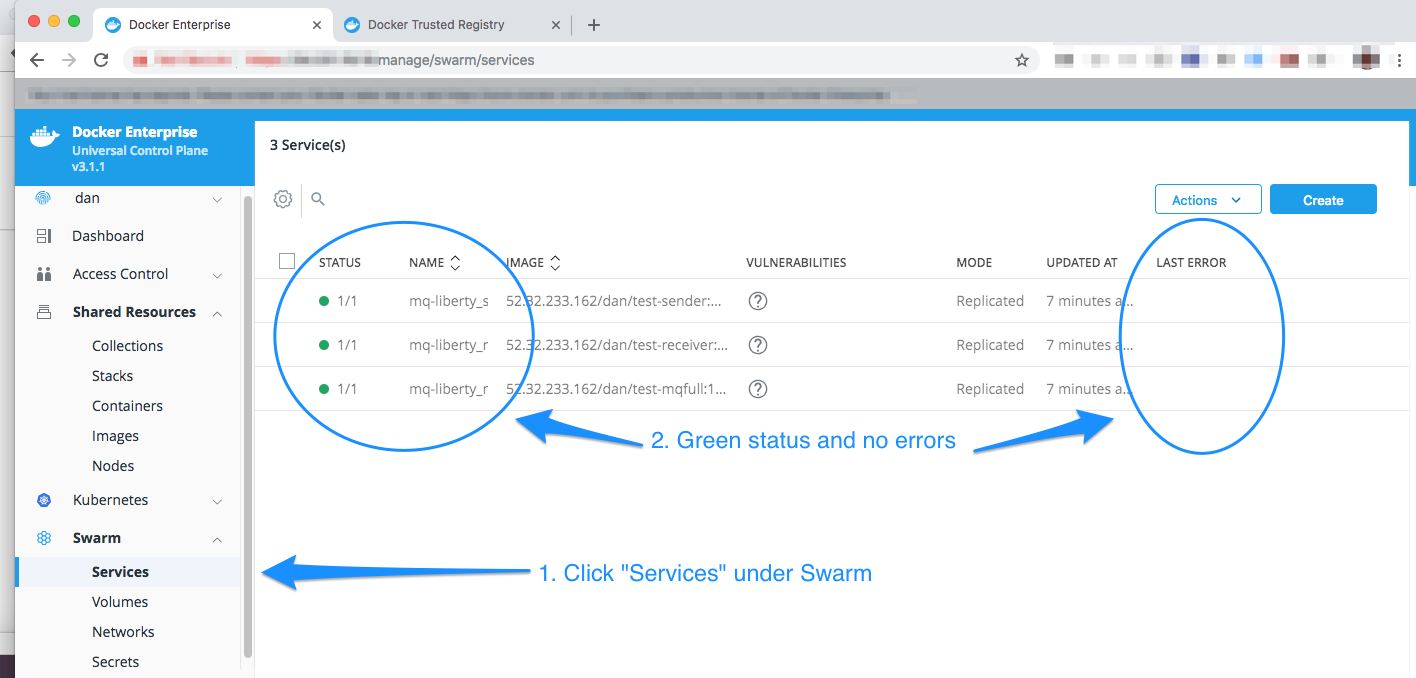 Docker Enterprise
Docker Trusted Registry
manage/swarm/services
Docker Enterprise
Universal Control Plane
v3.1.1
dan
Dashboard
Access Control
Shared Resources
Collections
Stacks
Containers
Images
Nodes
Kubernetes
Swarm
Services
Volumes
Networks
Secrets
3 Service(s)
Actions
Create
STATUS NAME IMAGE VULNERABILITIES MODE UPDATED AT LAST ERROR
1/1 mq-liberty_s 52.32.233.162/dan/test-sender:... Replicated 7 minutes a...
1/1 mq-liberty_r 52.32.233.162/dan/test-receiver:... Replicated 7 minutes a...
1/1 mq-liberty_r 52.32.233.162/dan/test-mqfull:1... Replicated 7 minutes a...
2. Green status and no errors
1. Click "Services" under Swarm